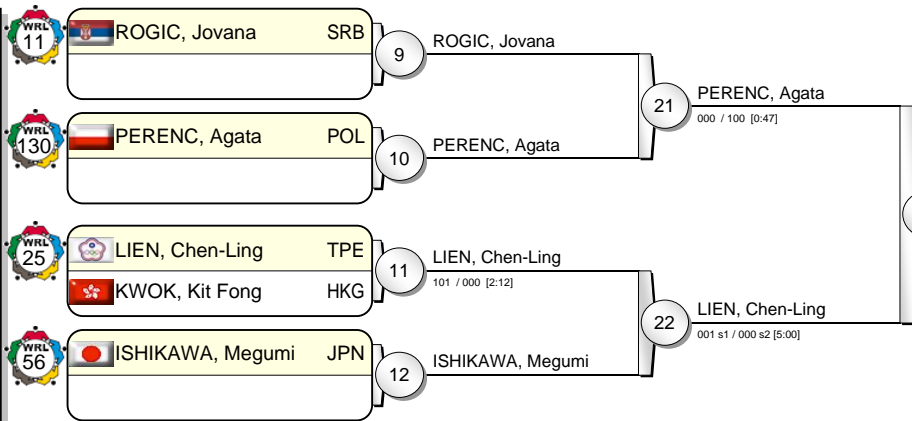 WRL 11 ROGIC, Jovana SRB
9 ROGIC, Jovana
21 PERENC, Agata
000 / 100 [0:47]
WRL 130 PERENC, Agata POL
10 PERENC, Agata
WRL 25 LIEN, Chen-Ling TPE
KWOK, Kit Fong HKG
11 LIEN, Chen-Ling
101 / 000 [2:12]
22 LIEN, Chen-Ling
001 s1 / 000 s2 [5:00]
WRL 56 ISHIKAWA, Megumi JPN
12 ISHIKAWA, Megumi